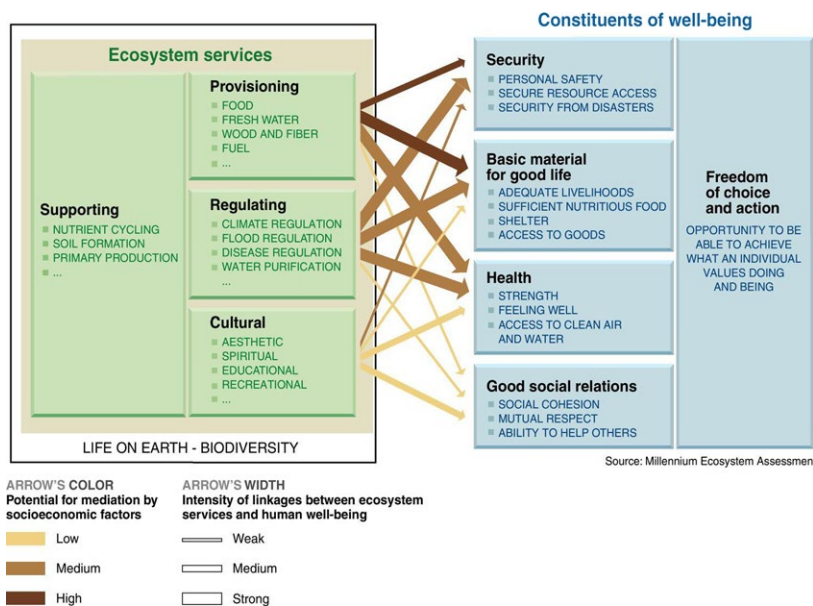 Constituents of well-being
Ecosystem services
Provisioning
FOOD
FRESH WATER
WOOD AND FIBER
FUEL
...
Supporting
NUTRIENT CYCLING
SOIL FORMATION
PRIMARY PRODUCTION
...
Regulating
CLIMATE REGULATION
FLOOD REGULATION
DISEASE REGULATION
WATER PURIFICATION
...
Cultural
AESTHETIC
SPIRITUAL
EDUCATIONAL
RECREATIONAL
...
LIFE ON EARTH - BIODIVERSITY
Security
PERSONAL SAFETY
SECURE RESOURCE ACCESS
SECURITY FROM DISASTERS
Basic material
for good life
ADEQUATE LIVELIHOODS
SUFFICIENT NUTRITIOUS FOOD
SHELTER
ACCESS TO GOODS
Health
STRENGTH
FEELING WELL
ACCESS TO CLEAN AIR
AND WATER
Good social relations
SOCIAL COHESION
MUTUAL RESPECT
ABILITY TO HELP OTHERS
Freedom
of choice
and action
OPPORTUNITY TO BE
ABLE TO ACHIEVE
WHAT AN INDIVIDUAL
VALUES DOING
AND BEING
Source: Millennium Ecosystem Assessmen
ARROW'S COLOR
Potential for mediation by
socioeconomic factors
Low
Medium
High
ARROW'S WIDTH
Intensity of linkages between ecosystem
services and human well-being
Weak
Medium
Strong